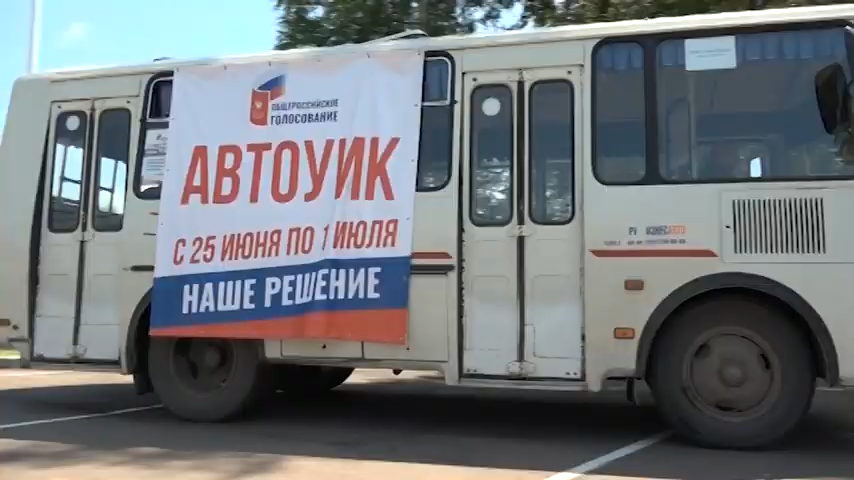 ОБЩЕРОССИЙСКОЕ
ГОЛОСОВАНИЕ
АВТОУИК
С 25 ИЮНЯ ПО 1 ИЮЛЯ
НАШЕ РЕШЕНИЕ